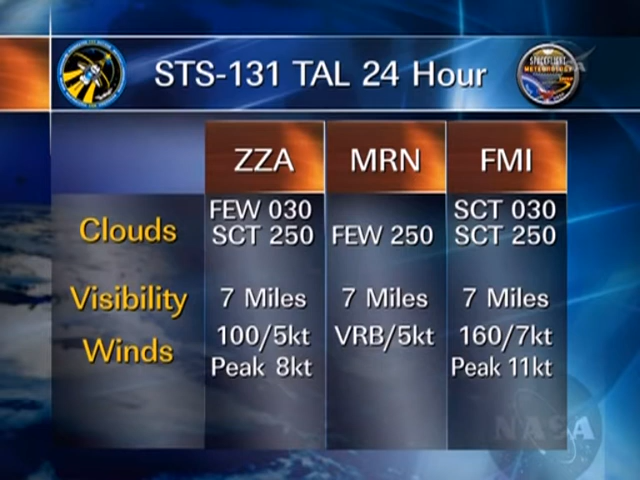 STS-131 TAL 24 Hour
SPACEFLIGHT
METEOROLOGY
ZZA MRN FMI
Clouds FEW 030 SCT 250 FEW 250 SCT 030 SCT 250
Visibility 7 Miles 7 Miles 7 Miles
Winds 100/5kt Peak 8kt VRB/5kt 160/7kt Peak 11kt
NASA